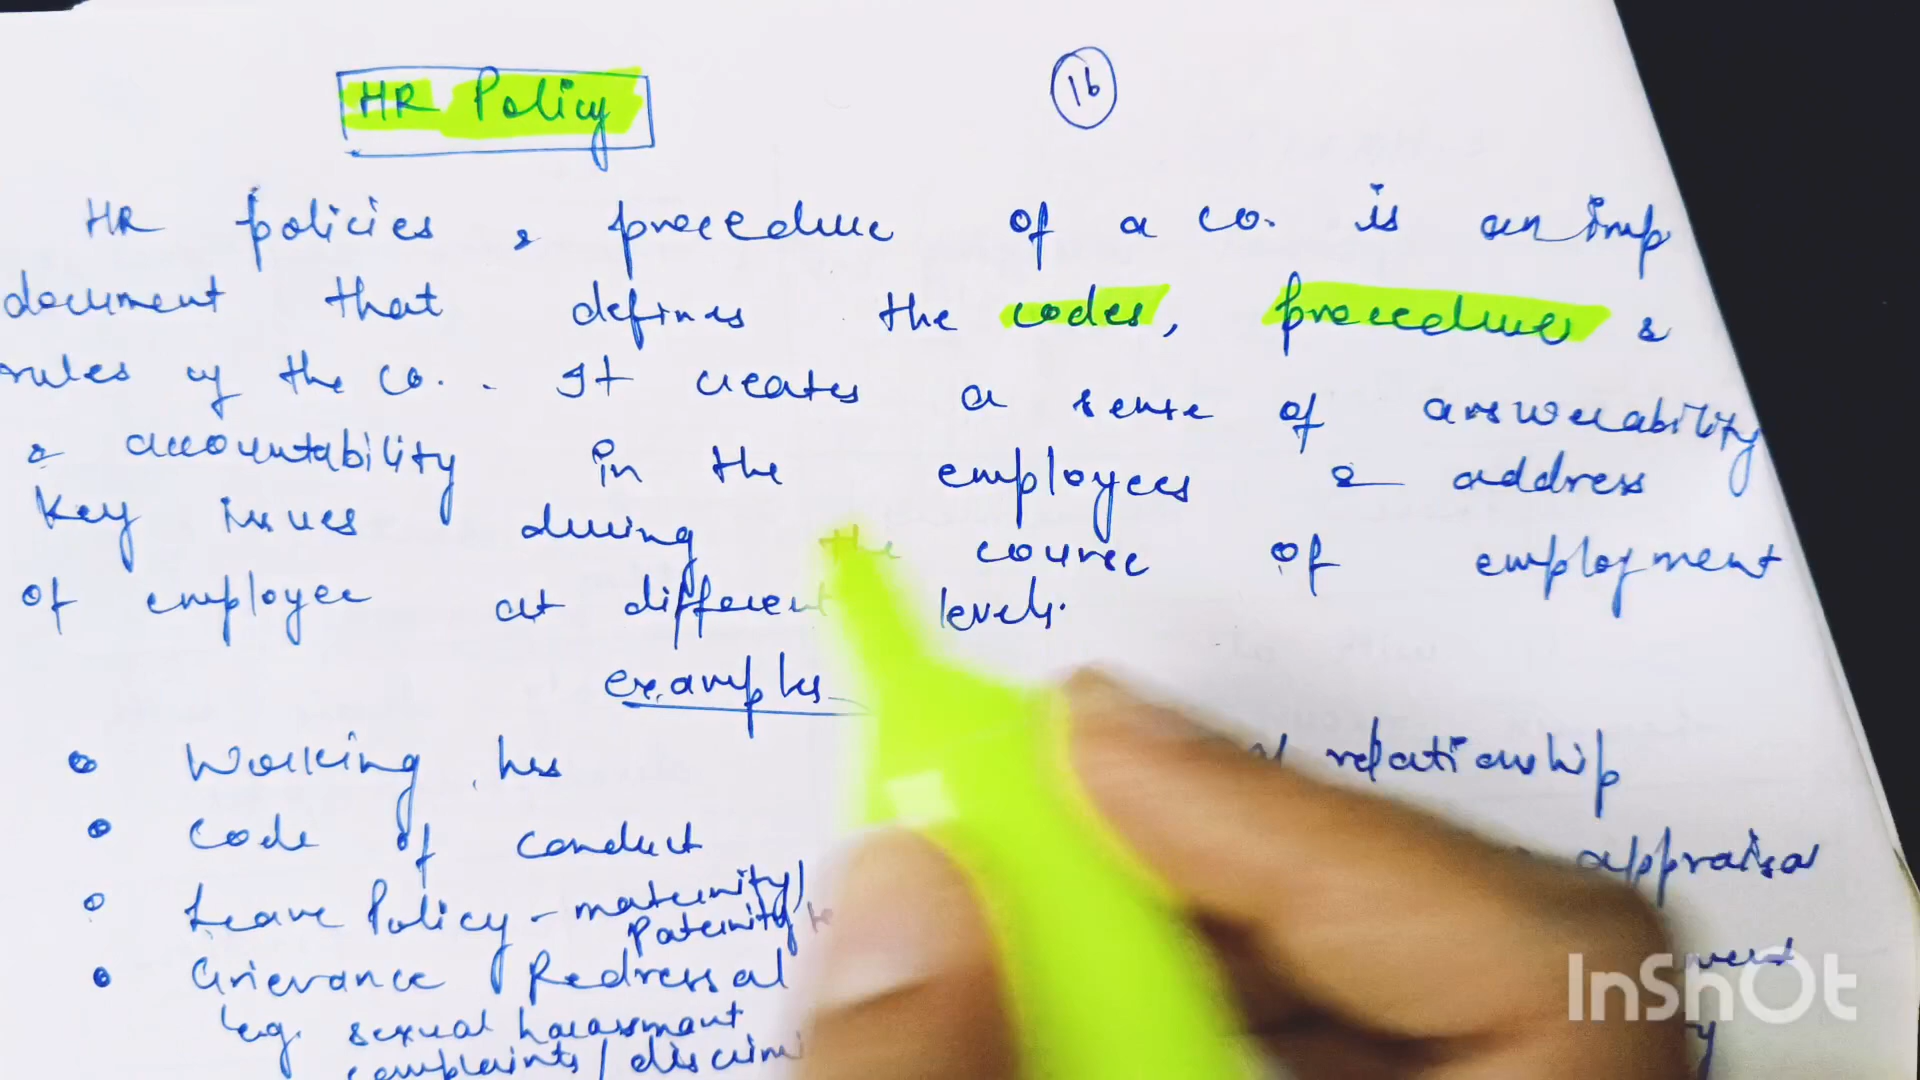 HR Policy
16
HR policies & procedure of a co. is an imp
document that defines the codes, procedures &
rules of the co. . It creates a sense of answerability
& accountability in the employees & address
key issues during the course of employment
of employee at different levels.
examples
• Working hrs
relationship
• Code of conduct
appraisal
• Leave Policy - maternity/
Paternity
• Grievance Redressal
eg. sexual harassment
complaints / discrimi
InShOt